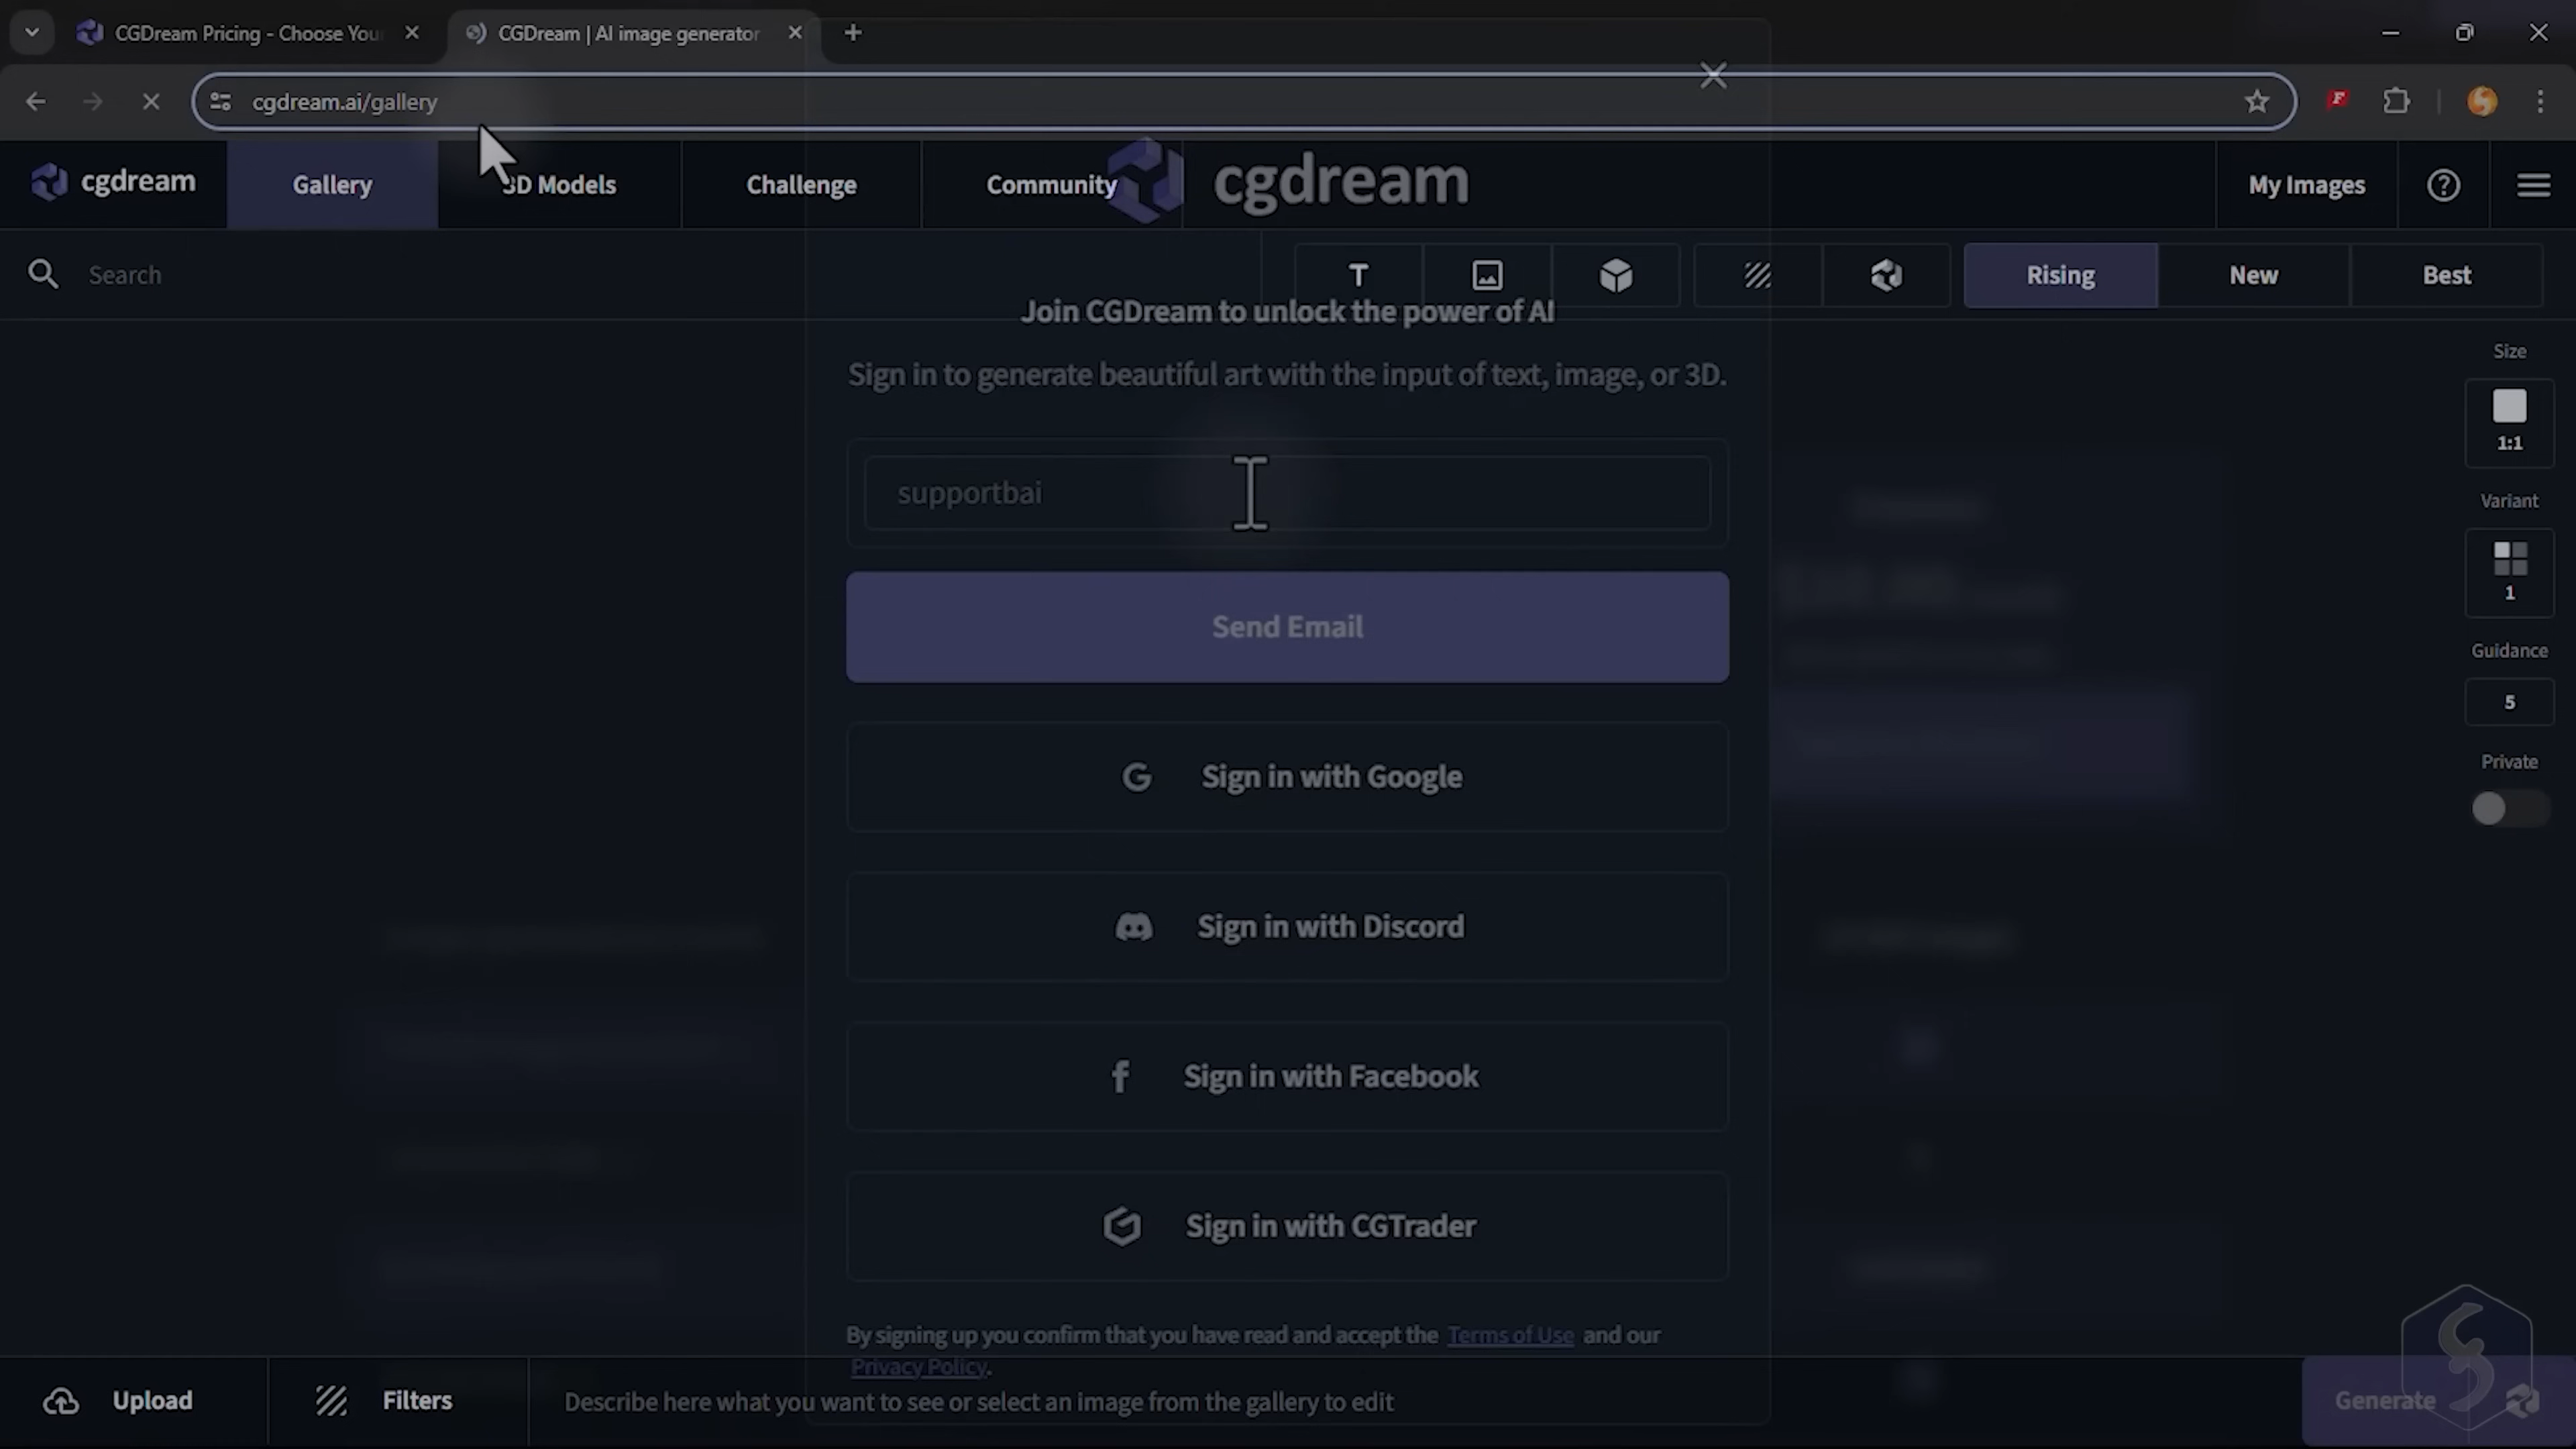 CGDream Pricing - Choose You
CGDream | AI image generator
cgdream.ai/gallery
cgdream
Gallery
3D Models
Challenge
Community
cgdream
My Images
Search
T
Rising
New
Best
Join CGDream to unlock the power of AI
Sign in to generate beautiful art with the input of text, image, or 3D.
supportbai
Send Email
Sign in with Google
Sign in with Discord
Sign in with Facebook
Sign in with CGTrader
By signing up you confirm that you have read and accept the Terms of Use and our
Privacy Policy.
Size
1:1
Variant
1
Guidance
5
Private
Upload
Filters
Describe here what you want to see or select an image from the gallery to edit
Generate